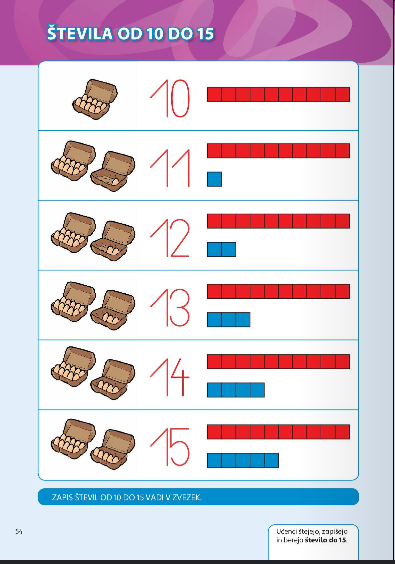 ŠTEVILA OD 10 DO 15
10
11
12
13
14
15
ZAPIS ŠTEVIL OD 10 DO 15 VADI V ZVEZEK.
54
Učenci štejejo, zapišejo
in berejo števila do 15.